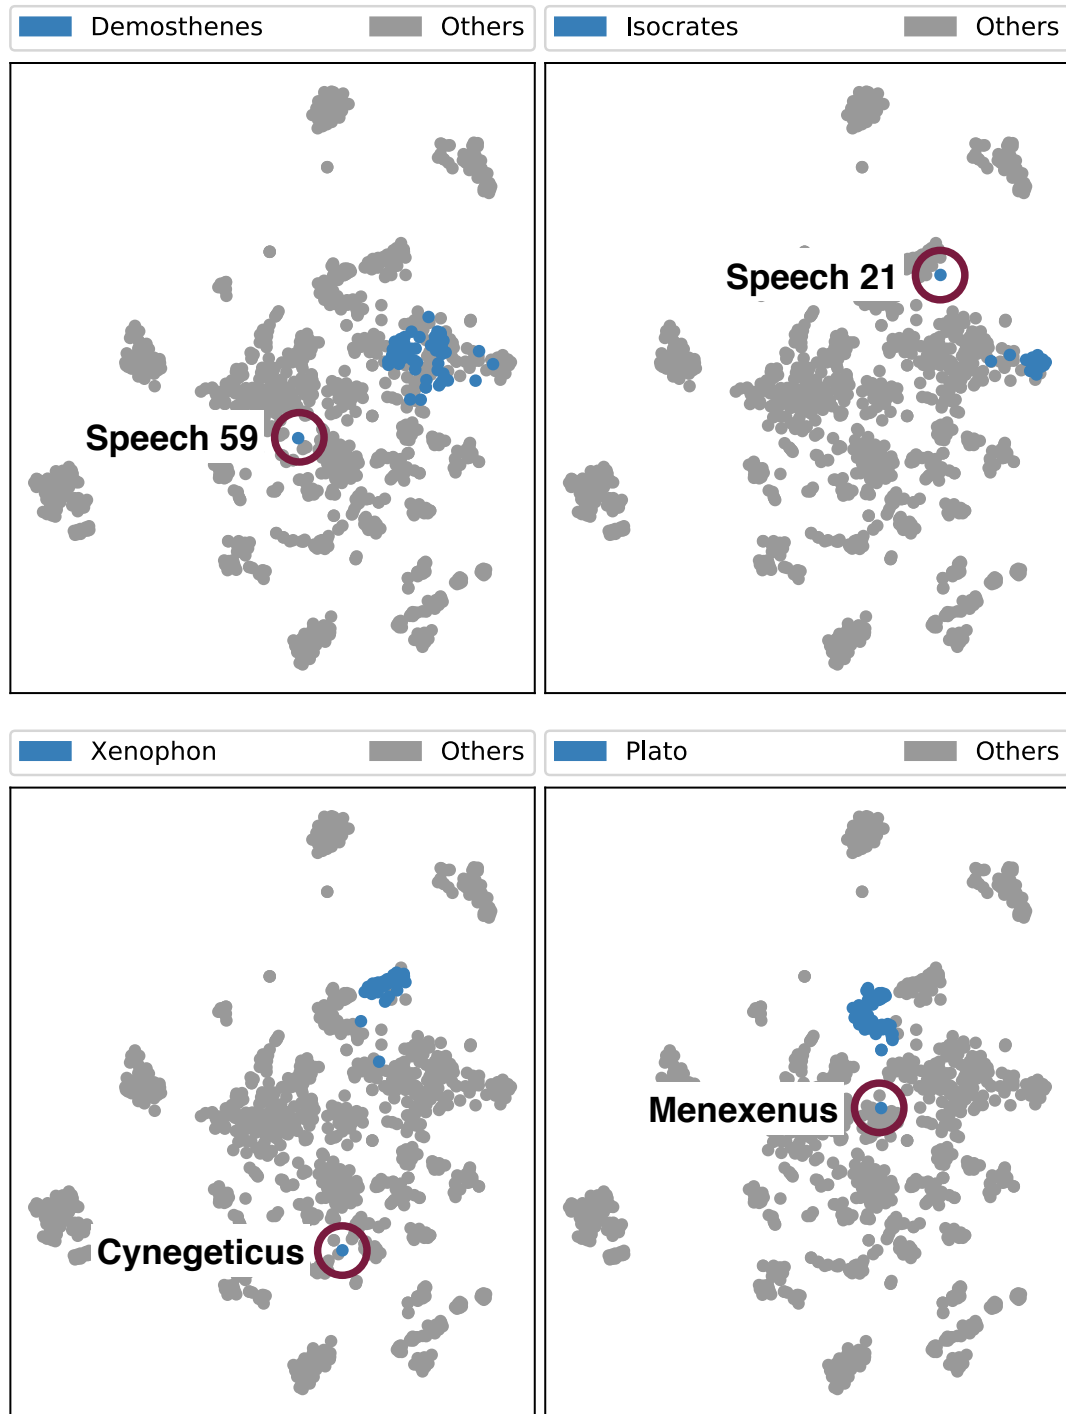 Demosthenes Others
Isocrates Others
Speech 59
Speech 21
Xenophon Others
Plato Others
Cynegeticus
Menexenus